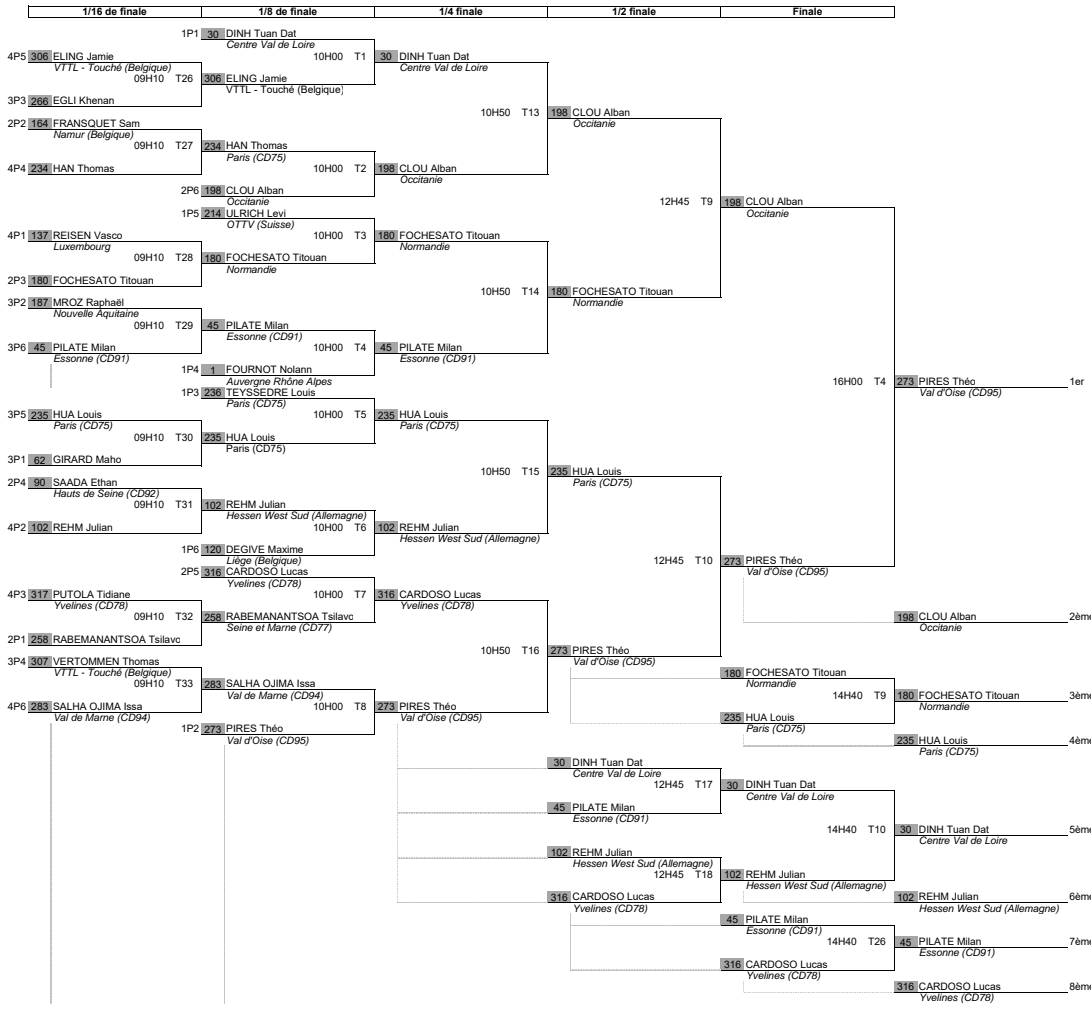 1/16 de finale 1/8 de finale 1/4 finale 1/2 finale Finale
1P1 30 DINH Tuan Dat
Centre Val de Loire
4P5 306 ELING Jamie 10H00 T1 30 DINH Tuan Dat
VTTL - Touché (Belgique) Centre Val de Loire
09H10 T26 306 ELING Jamie
VTTL - Touché (Belgique)
3P3 266 EGLI Khenan
10H50 T13 198 CLOU Alban
Occitanie
2P2 164 FRANSQUET Sam
Namur (Belgique)
09H10 T27 234 HAN Thomas
Paris (CD75)
4P4 234 HAN Thomas 10H00 T2 198 CLOU Alban
Occitanie
2P6 198 CLOU Alban
Occitanie
12H45 T9 198 CLOU Alban
Occitanie
1P5 214 ULRICH Levi
OTTV (Suisse)
4P1 137 REISEN Vasco 10H00 T3 180 FOCHESATO Titouan
Luxembourg Normandie
09H10 T28 180 FOCHESATO Titouan
Normandie
2P3 180 FOCHESATO Titouan
10H50 T14 180 FOCHESATO Titouan
Normandie
3P2 187 MROZ Raphaël
Nouvelle Aquitaine
09H10 T29 45 PILATE Milan
Essonne (CD91)
3P6 45 PILATE Milan 10H00 T4 45 PILATE Milan
Essonne (CD91) Essonne (CD91)
1P4 1 FOURNOT Nolann
Auvergne Rhône Alpes
16H00 T4 273 PIRES Théo 1er
Val d'Oise (CD95)
1P3 236 TEYSSEDRE Louis
Paris (CD75)
3P5 235 HUA Louis 10H00 T5 235 HUA Louis
Paris (CD75) Paris (CD75)
09H10 T30 235 HUA Louis
Paris (CD75)
3P1 62 GIRARD Maho
10H50 T15 235 HUA Louis
Paris (CD75)
2P4 90 SAADA Ethan
Hauts de Seine (CD92)
09H10 T31 102 REHM Julian
Hessen West Sud (Allemagne)
4P2 102 REHM Julian 10H00 T6 102 REHM Julian
Hessen West Sud (Allemagne)
1P6 120 DEGIVE Maxime
Liège (Belgique)
12H45 T10 273 PIRES Théo
Val d'Oise (CD95)
2P5 316 CARDOSO Lucas
Yvelines (CD78)
4P3 317 PUTOLA Tidiane 10H00 T7 316 CARDOSO Lucas
Yvelines (CD78) Yvelines (CD78)
09H10 T32 258 RABEMANANTSOA Tsilavo
Seine et Marne (CD77)
198 CLOU Alban 2ème
Occitanie
2P1 258 RABEMANANTSOA Tsilavo
10H50 T16 273 PIRES Théo
Val d'Oise (CD95)
3P4 307 VERTOMMEN Thomas
VTTL - Touché (Belgique)
180 FOCHESATO Titouan
Normandie
09H10 T33 283 SALHA OJIMA Issa
Val de Marne (CD94)
14H40 T9 180 FOCHESATO Titouan 3ème
Normandie
4P6 283 SALHA OJIMA Issa 10H00 T8 273 PIRES Théo
Val de Marne (CD94) Val d'Oise (CD95)
235 HUA Louis
Paris (CD75)
1P2 273 PIRES Théo
Val d'Oise (CD95)
235 HUA Louis 4ème
Paris (CD75)
30 DINH Tuan Dat
Centre Val de Loire
12H45 T17 30 DINH Tuan Dat
Centre Val de Loire
45 PILATE Milan
Essonne (CD91)
14H40 T10 30 DINH Tuan Dat 5ème
Centre Val de Loire
102 REHM Julian
Hessen West Sud (Allemagne)
12H45 T18 102 REHM Julian
Hessen West Sud (Allemagne)
316 CARDOSO Lucas
Yvelines (CD78)
102 REHM Julian 6ème
Hessen West Sud (Allemagne)
45 PILATE Milan
Essonne (CD91)
14H40 T26 45 PILATE Milan 7ème
Essonne (CD91)
316 CARDOSO Lucas
Yvelines (CD78)
316 CARDOSO Lucas 8ème
Yvelines (CD78)